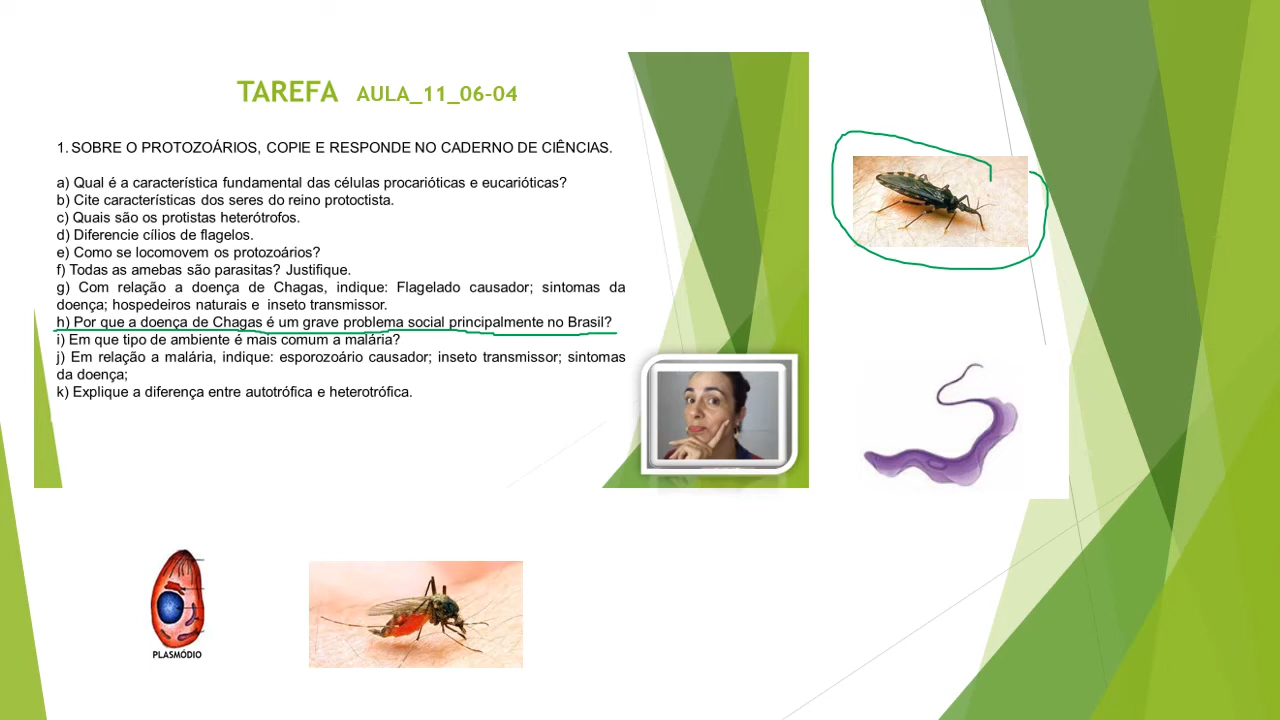 TAREFA AULA_11_06-04
1. SOBRE O PROTOZOÁRIOS, COPIE E RESPONDE NO CADERNO DE CIÊNCIAS.
a) Qual é a característica fundamental das células procarióticas e eucarióticas?
b) Cite características dos seres do reino protoctista.
c) Quais são os protistas heterótrofos.
d) Diferencie cílios de flagelos.
e) Como se locomovem os protozoários?
f) Todas as amebas são parasitas? Justifique.
g) Com relação a doença de Chagas, indique: Flagelado causador; sintomas da
doença; hospedeiros naturais e inseto transmissor.
h) Por que a doença de Chagas é um grave problema social principalmente no Brasil?
i) Em que tipo de ambiente é mais comum a malária?
j) Em relação a malária, indique: esporozoário causador; inseto transmissor; sintomas
da doença;
k) Explique a diferença entre autotrófica e heterotrófica.
PLASMÓDIO